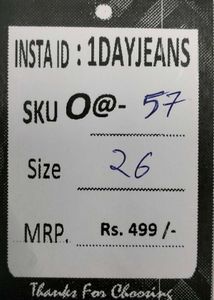 INSTA ID : 1DAYJEANS
SKU O@- 57
Size 26
MRP. Rs. 499 /-
Thanks For Choosing